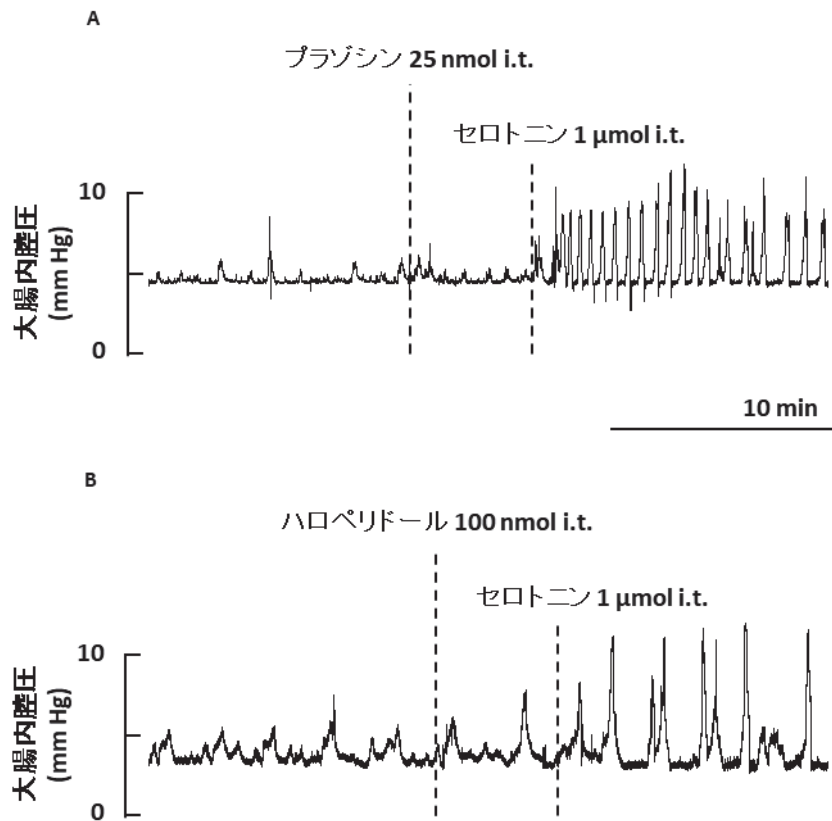 A
プラゾシン 25 nmol i.t.
セロトニン 1 µmol i.t.
10
大腸内腔圧
(mm Hg)
0
10 min
B
ハロペリドール 100 nmol i.t.
セロトニン 1 µmol i.t.
10
大腸内腔圧
(mm Hg)
0